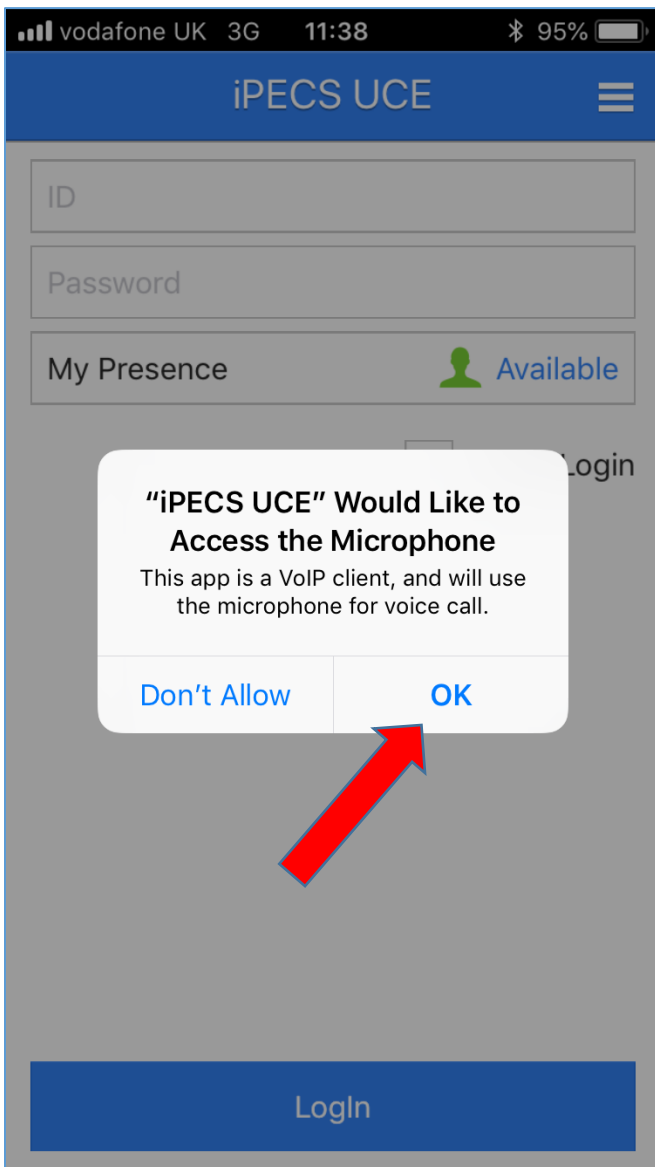 vodafone UK 3G 11:38 95%
iPECS UCE
ID
Password
My Presence Available
Login
“iPECS UCE” Would Like to
Access the Microphone
This app is a VoIP client, and will use
the microphone for voice call.
Don’t Allow OK
LogIn